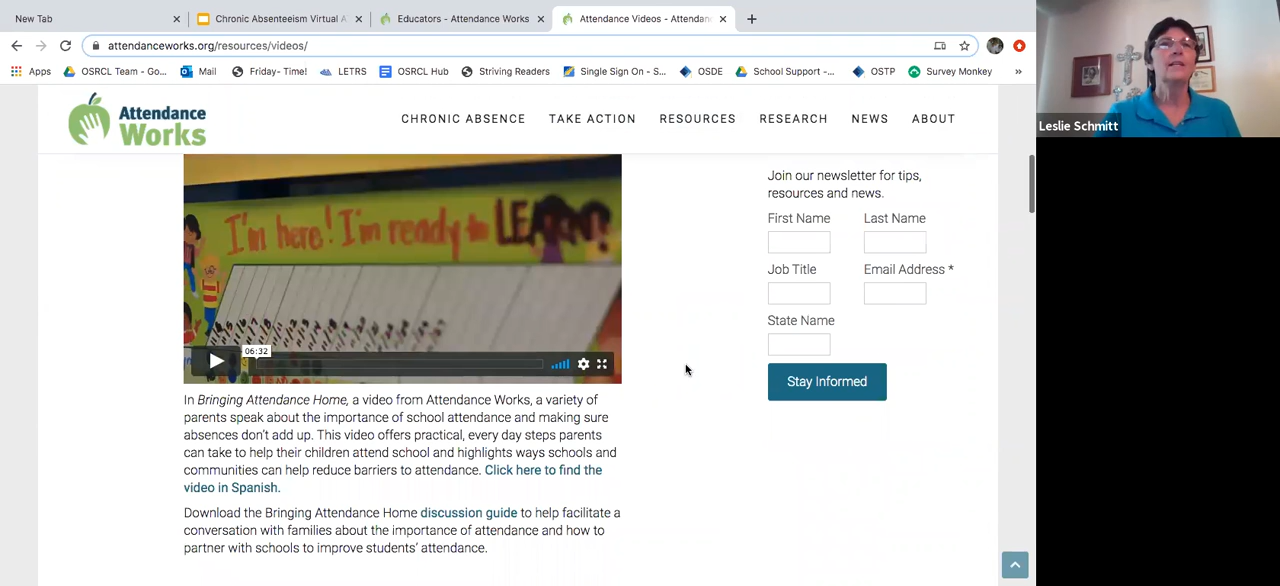 New Tab
Chronic Absenteeism Virtual A
Educators - Attendance Works
Attendance Videos - Attendan
attendanceworks.org/resources/videos/
Apps
OSRCL Team - Go...
Mail
Friday- Time!
LETRS
OSRCL Hub
Striving Readers
Single Sign On - S...
OSDE
School Support -...
OSTP
Survey Monkey
»
Leslie Schmitt
Attendance
Works
CHRONIC ABSENCE
TAKE ACTION
RESOURCES
RESEARCH
NEWS
ABOUT
I'm here! I'm ready to LEARN!
06:32
In Bringing Attendance Home, a video from Attendance Works, a variety of
parents speak about the importance of school attendance and making sure
absences don't add up. This video offers practical, every day steps parents
can take to help their children attend school and highlights ways schools and
communities can help reduce barriers to attendance. Click here to find the
video in Spanish.
Download the Bringing Attendance Home discussion guide to help facilitate a
conversation with families about the importance of attendance and how to
partner with schools to improve students' attendance.
Join our newsletter for tips,
resources and news.
First Name
Last Name
Job Title
Email Address *
State Name
Stay Informed